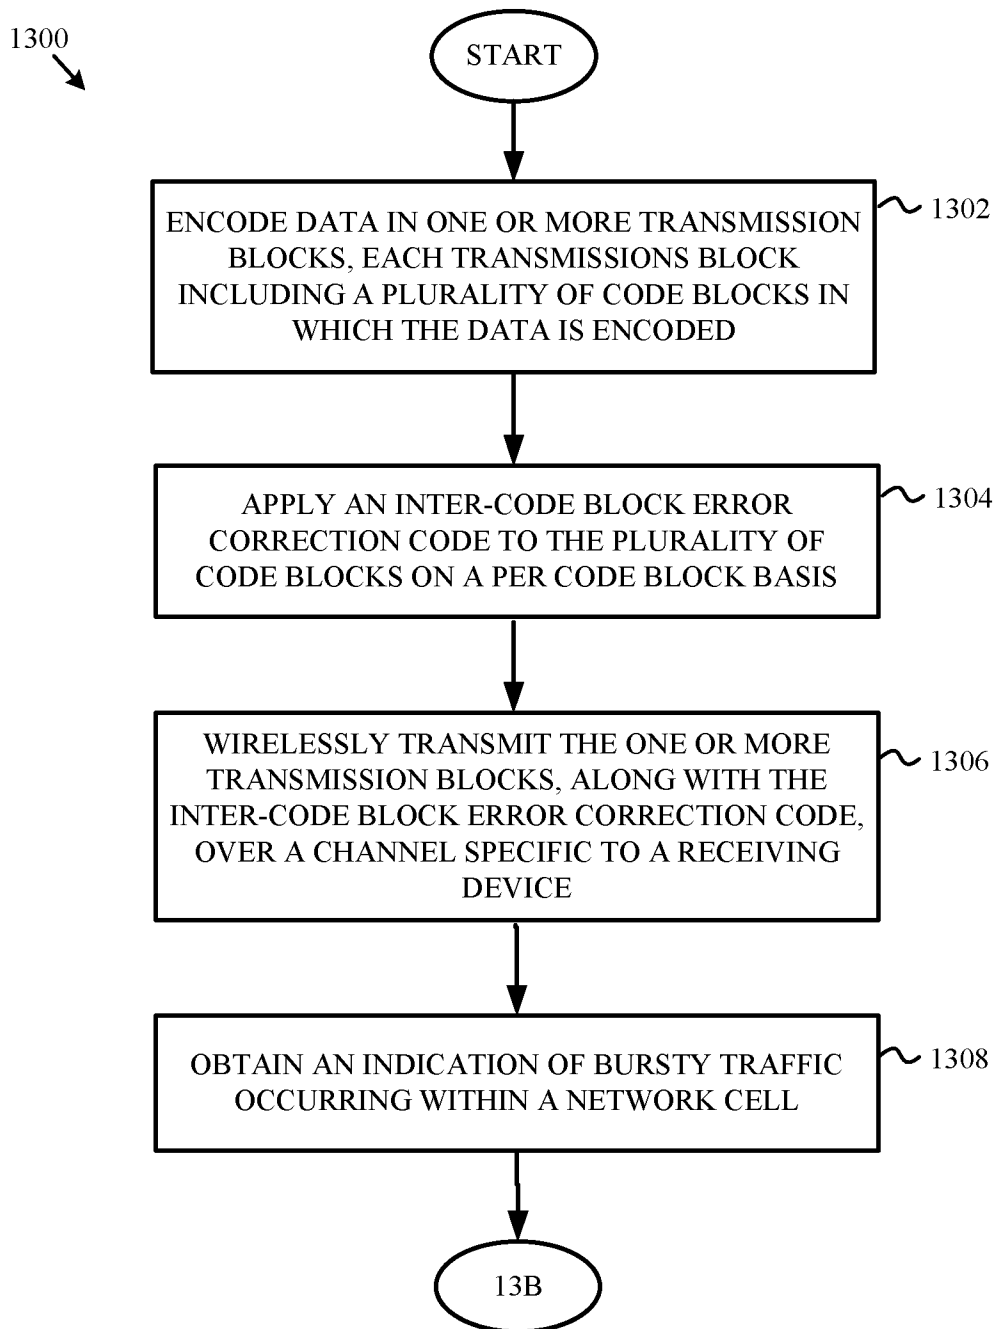 1300
START
ENCODE DATA IN ONE OR MORE TRANSMISSION
BLOCKS, EACH TRANSMISSIONS BLOCK
INCLUDING A PLURALITY OF CODE BLOCKS IN
WHICH THE DATA IS ENCODED
1302
APPLY AN INTER-CODE BLOCK ERROR
CORRECTION CODE TO THE PLURALITY OF
CODE BLOCKS ON A PER CODE BLOCK BASIS
1304
WIRELESSLY TRANSMIT THE ONE OR MORE
TRANSMISSION BLOCKS, ALONG WITH THE
INTER-CODE BLOCK ERROR CORRECTION CODE,
OVER A CHANNEL SPECIFIC TO A RECEIVING
DEVICE
1306
OBTAIN AN INDICATION OF BURSTY TRAFFIC
OCCURRING WITHIN A NETWORK CELL
1308
13B